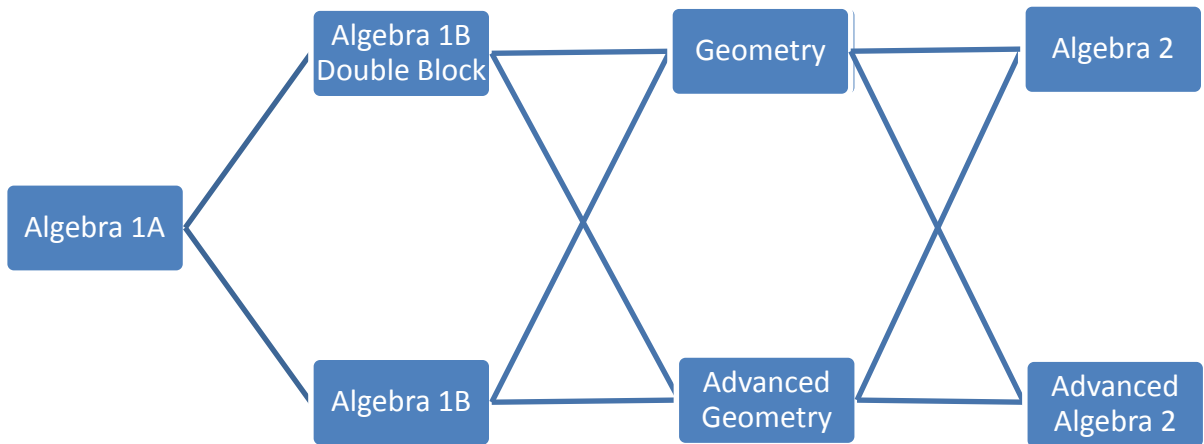 Algebra 1A
Algebra 1B
Double Block
Algebra 1B
Geometry
Advanced
Geometry
Algebra 2
Advanced
Algebra 2